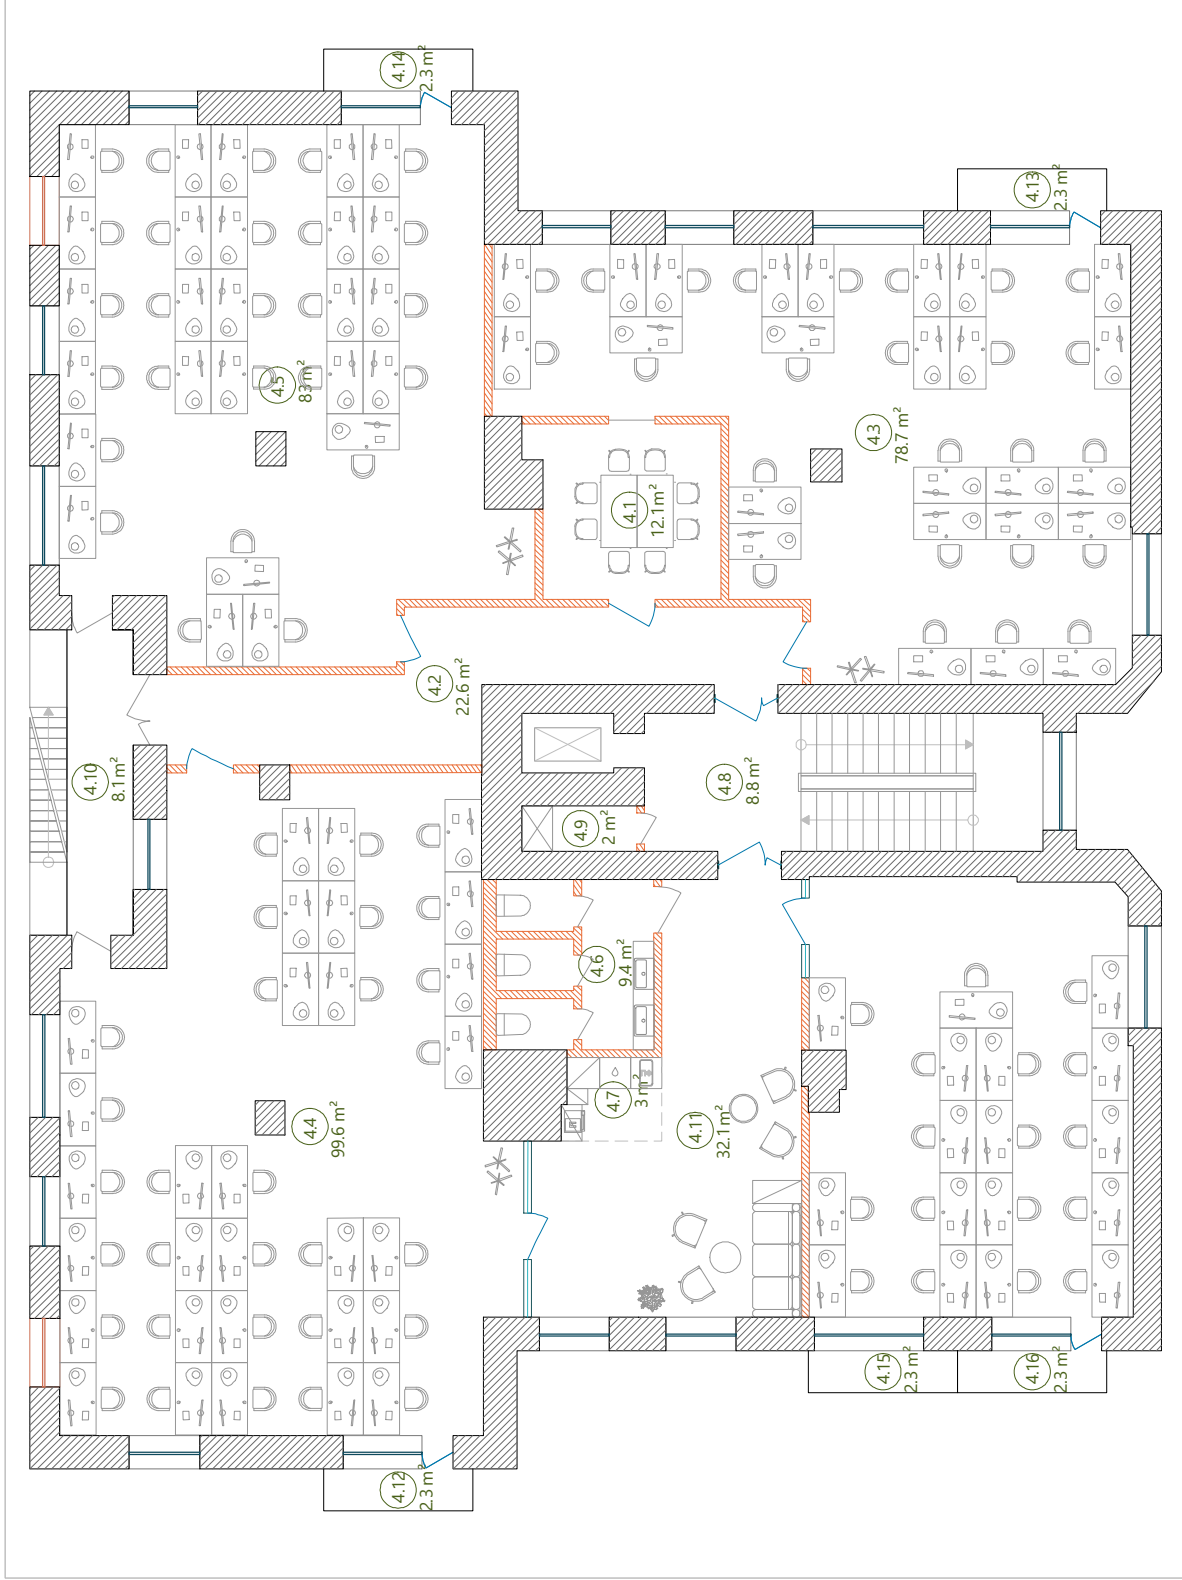 4.14
2.3 m²
4.13
2.3 m²
4.5
83 m²
4.3
78.7 m²
4.1
12.1 m²
4.2
22.6 m²
4.10
8.1 m²
4.8
8.8 m²
4.9
2 m²
4.6
9.4 m²
4.7
3 m²
4.4
99.6 m²
4.11
32.1 m²
4.15
2.3 m²
4.16
2.3 m²
4.12
2.3 m²